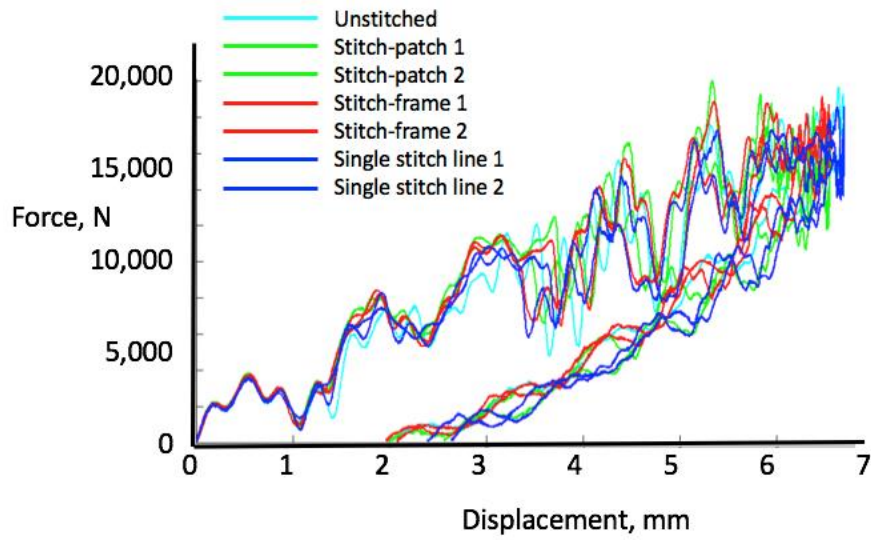 Unstitched
Stitch-patch 1
Stitch-patch 2
Stitch-frame 1
Stitch-frame 2
Single stitch line 1
Single stitch line 2
20,000
15,000
Force, N
10,000
5,000
0
0 1 2 3 4 5 6 7
Displacement, mm